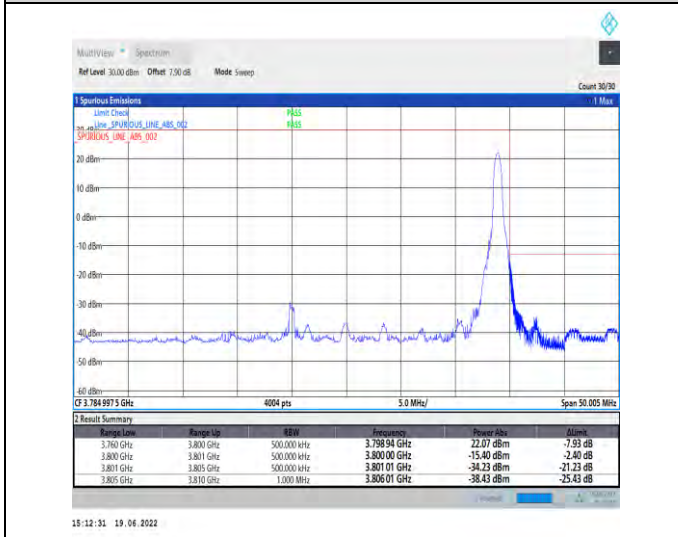 MultiView Spectrum
Ref Level 30.00 dBm Offset 7.90 dB Mode Sweep
Count 30/30
1 Spurious Emissions 1 Max
Limit Check PASS
Line _SPURIOUS_LINE_ABS_002 PASS
_SPURIOUS_LINE_ABS_002
20 dBm
10 dBm
0 dBm
-10 dBm
-20 dBm
-30 dBm
-40 dBm
-50 dBm
-60 dBm
CF 3.784 997 5 GHz 4004 pts 5.0 MHz/ Span 50.005 MHz
2 Result Summary
Range Low Range Up RBW Frequency Power Abs ΔLimit
3.760 GHz 3.800 GHz 500.000 kHz 3.798 94 GHz 22.07 dBm -7.93 dB
3.800 GHz 3.801 GHz 500.000 kHz 3.800 00 GHz -15.40 dBm -2.40 dB
3.801 GHz 3.805 GHz 500.000 kHz 3.801 01 GHz -34.23 dBm -21.23 dB
3.805 GHz 3.810 GHz 1.000 MHz 3.806 01 GHz -38.43 dBm -25.43 dB
15:12:31 19.06.2022